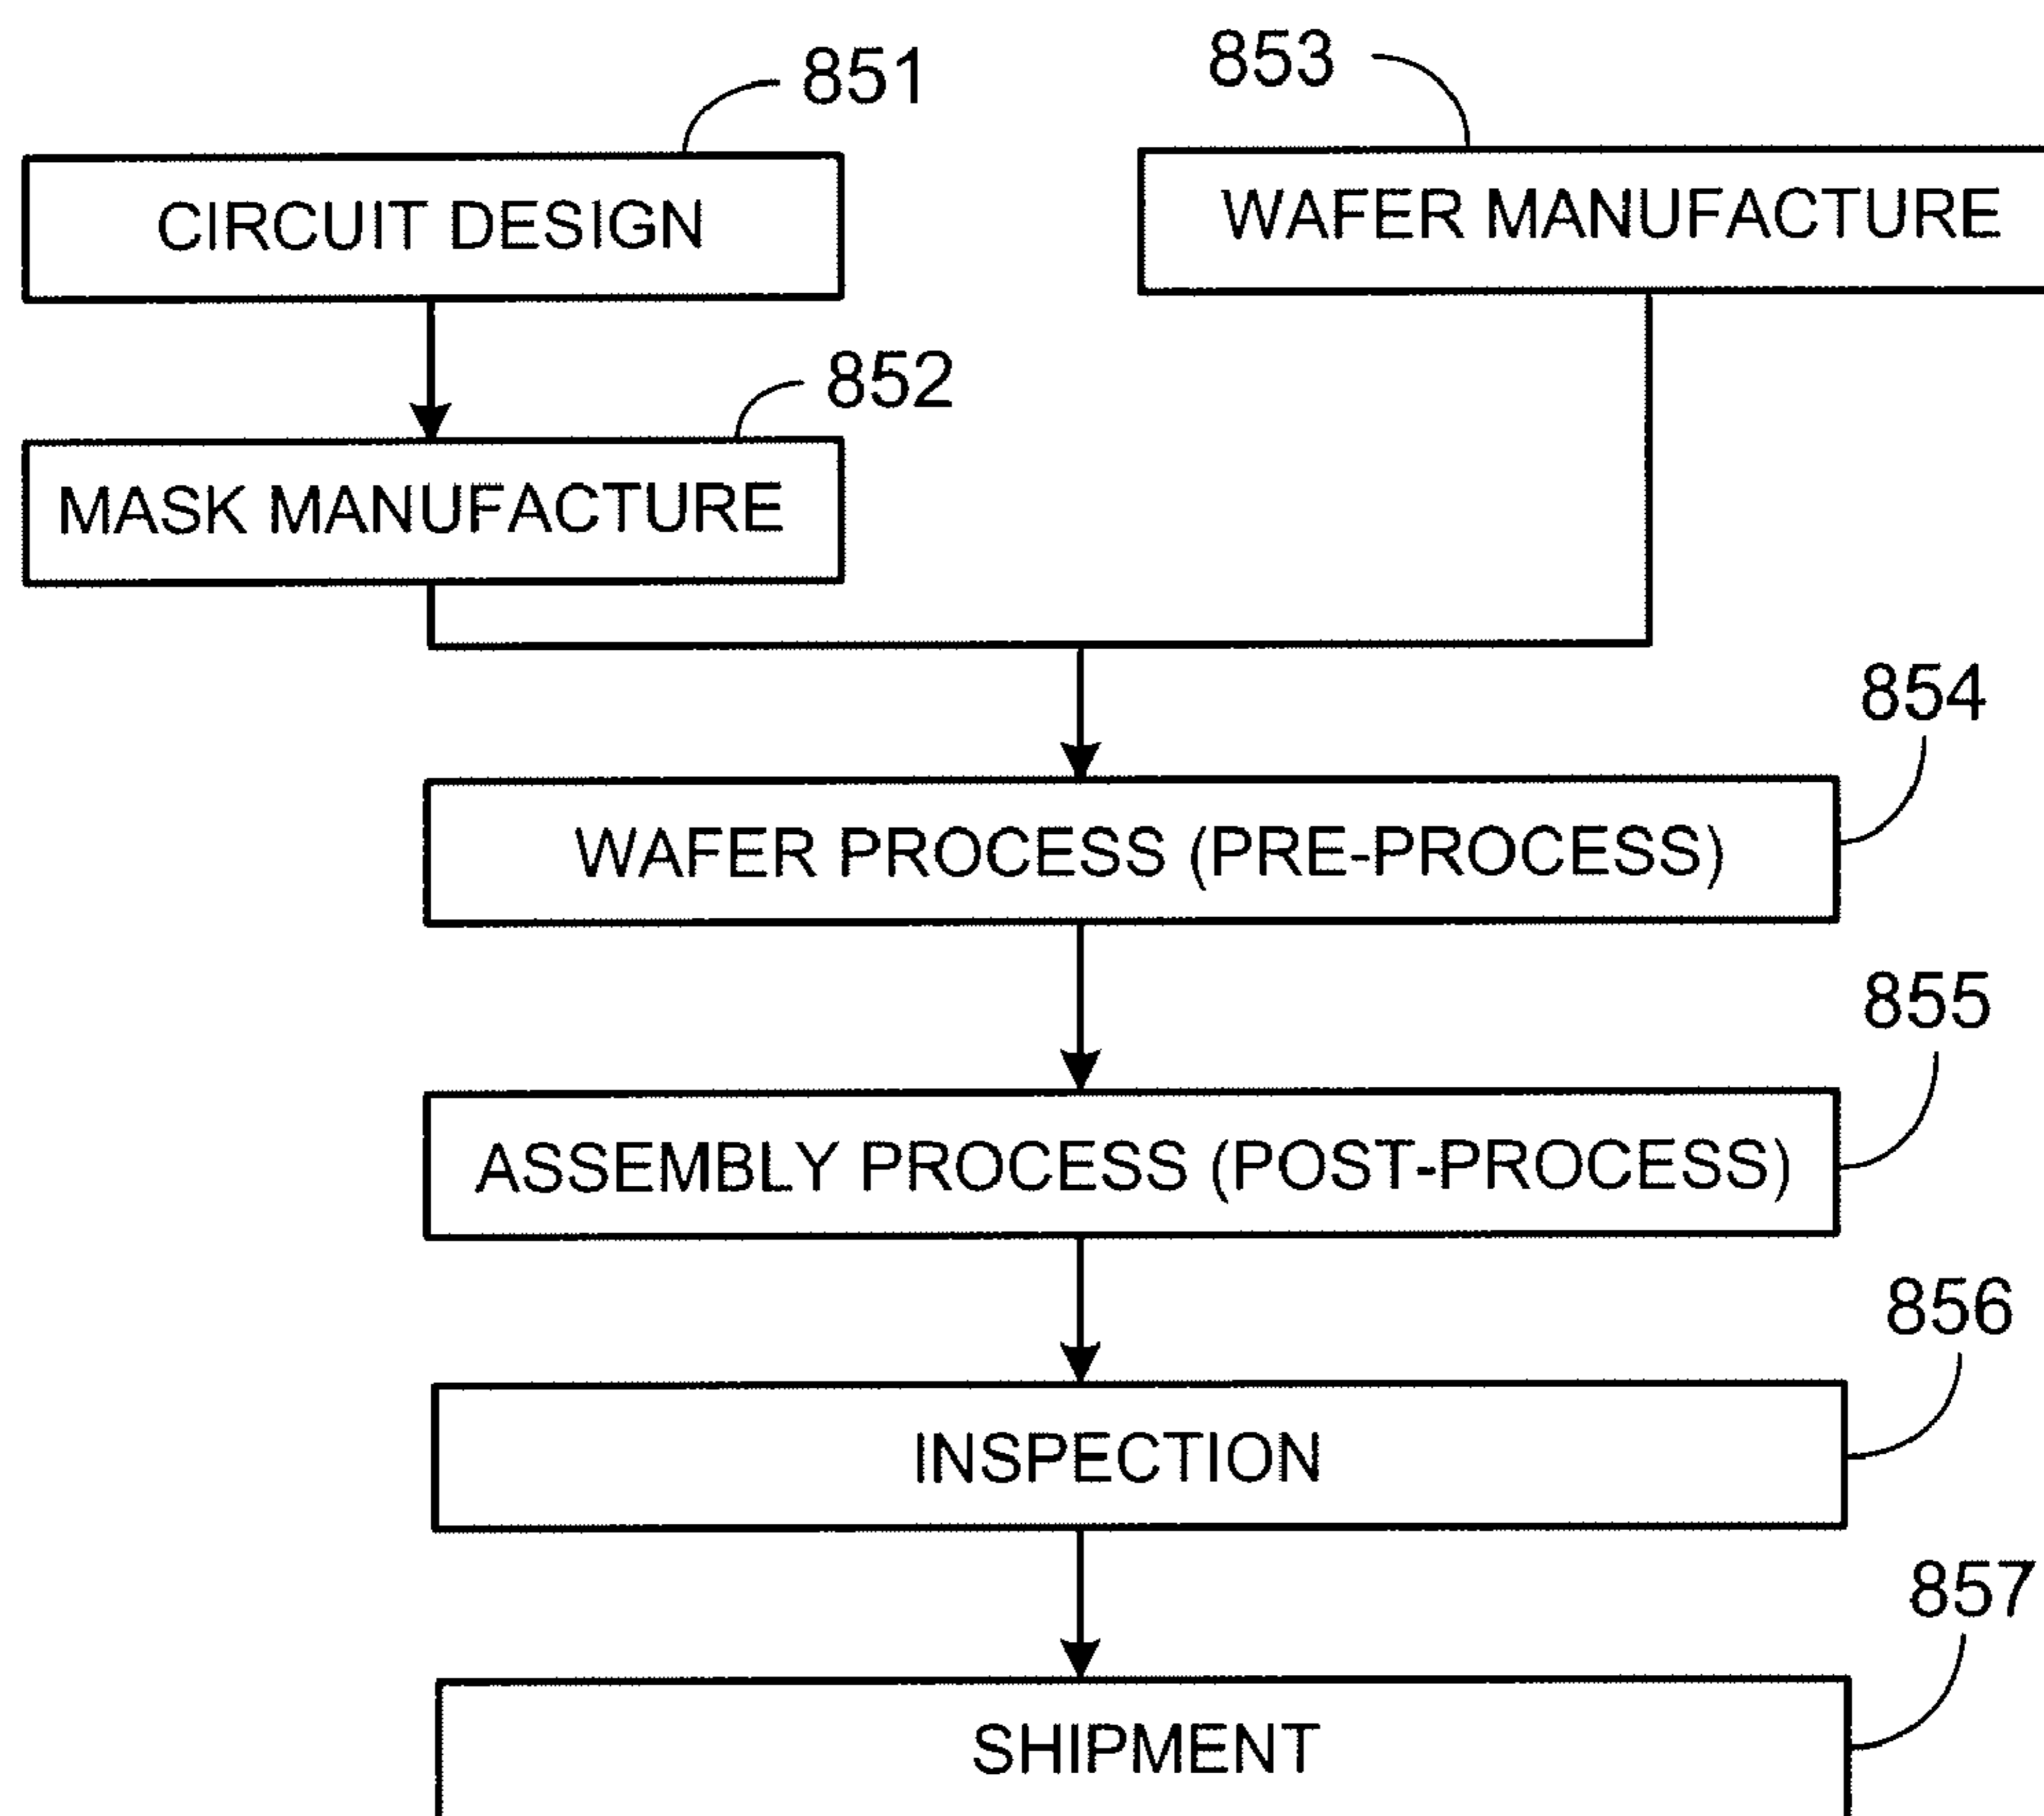 851
853
CIRCUIT DESIGN
WAFER MANUFACTURE
852
MASK MANUFACTURE
854
WAFER PROCESS (PRE-PROCESS)
855
ASSEMBLY PROCESS (POST-PROCESS)
856
INSPECTION
857
SHIPMENT